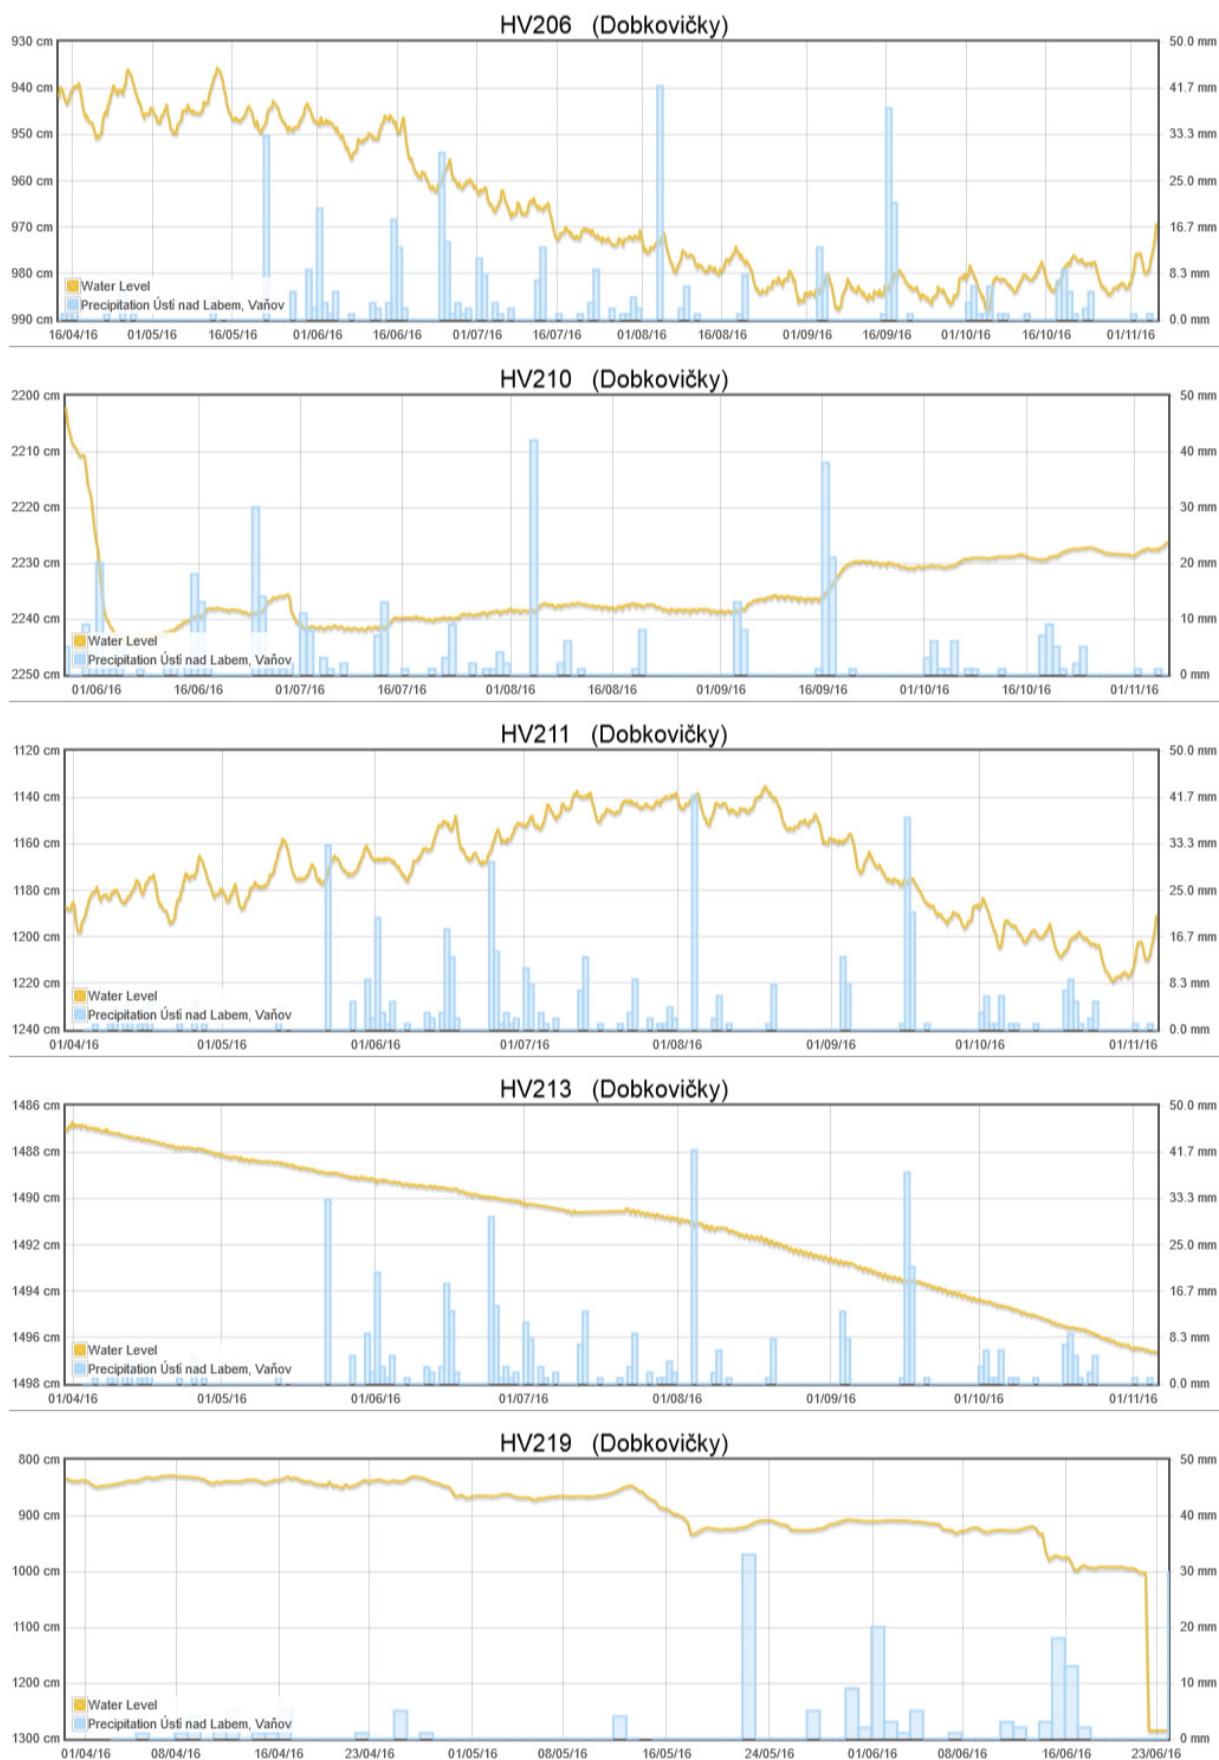 HV206 (Dobkovičky)
930 cm 50.0 mm
940 cm 41.7 mm
950 cm 33.3 mm
960 cm 25.0 mm
970 cm 16.7 mm
980 cm 8.3 mm
Water Level
Precipitation Ústí nad Labem, Vaňov
990 cm 0.0 mm
16/04/16 01/05/16 16/05/16 01/06/16 16/06/16 01/07/16 16/07/16 01/08/16 16/08/16 01/09/16 16/09/16 01/10/16 16/10/16 01/11/16
HV210 (Dobkovičky)
2200 cm 50 mm
2210 cm 40 mm
2220 cm 30 mm
2230 cm 20 mm
2240 cm 10 mm
Water Level
Precipitation Ústí nad Labem, Vaňov
2250 cm 0 mm
01/06/16 16/06/16 01/07/16 16/07/16 01/08/16 16/08/16 01/09/16 16/09/16 01/10/16 16/10/16 01/11/16
HV211 (Dobkovičky)
1120 cm 50.0 mm
1140 cm 41.7 mm
1160 cm 33.3 mm
1180 cm 25.0 mm
1200 cm 16.7 mm
1220 cm 8.3 mm
Water Level
Precipitation Ústí nad Labem, Vaňov
1240 cm 0.0 mm
01/04/16 01/05/16 01/06/16 01/07/16 01/08/16 01/09/16 01/10/16 01/11/16
HV213 (Dobkovičky)
1486 cm 50.0 mm
1488 cm 41.7 mm
1490 cm 33.3 mm
1492 cm 25.0 mm
1494 cm 16.7 mm
1496 cm 8.3 mm
Water Level
Precipitation Ústí nad Labem, Vaňov
1498 cm 0.0 mm
01/04/16 01/05/16 01/06/16 01/07/16 01/08/16 01/09/16 01/10/16 01/11/16
HV219 (Dobkovičky)
800 cm 50 mm
900 cm 40 mm
1000 cm 30 mm
1100 cm 20 mm
1200 cm 10 mm
Water Level
Precipitation Ústí nad Labem, Vaňov
1300 cm 0 mm
01/04/16 08/04/16 16/04/16 23/04/16 01/05/16 08/05/16 16/05/16 24/05/16 01/06/16 08/06/16 16/06/16 23/06/16